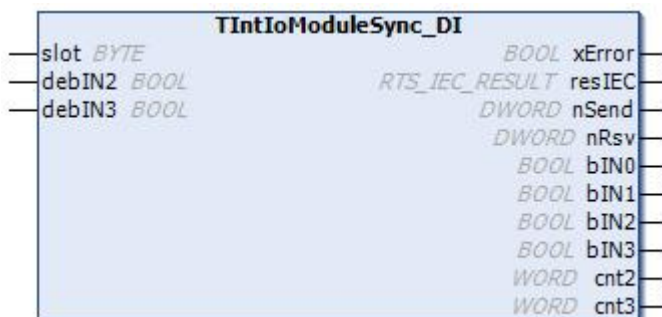 TIntIoModuleSync_DI
slot BYTE BOOL xError
debIN2 BOOL RTS_IEC_RESULT resIEC
debIN3 BOOL DWORD nSend
DWORD nRsv
BOOL bIN0
BOOL bIN1
BOOL bIN2
BOOL bIN3
WORD cnt2
WORD cnt3